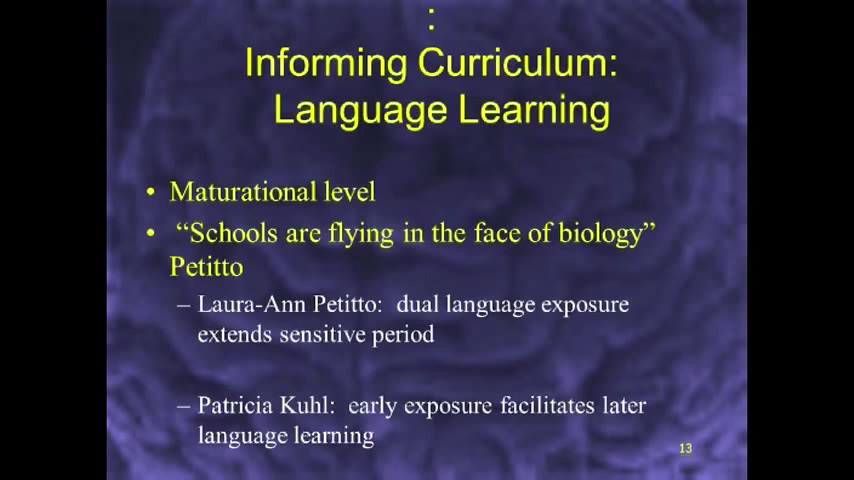 :
Informing Curriculum:
Language Learning
• Maturational level
• “Schools are flying in the face of biology”
Petitto
– Laura-Ann Petitto: dual language exposure
extends sensitive period
– Patricia Kuhl: early exposure facilitates later
language learning
13